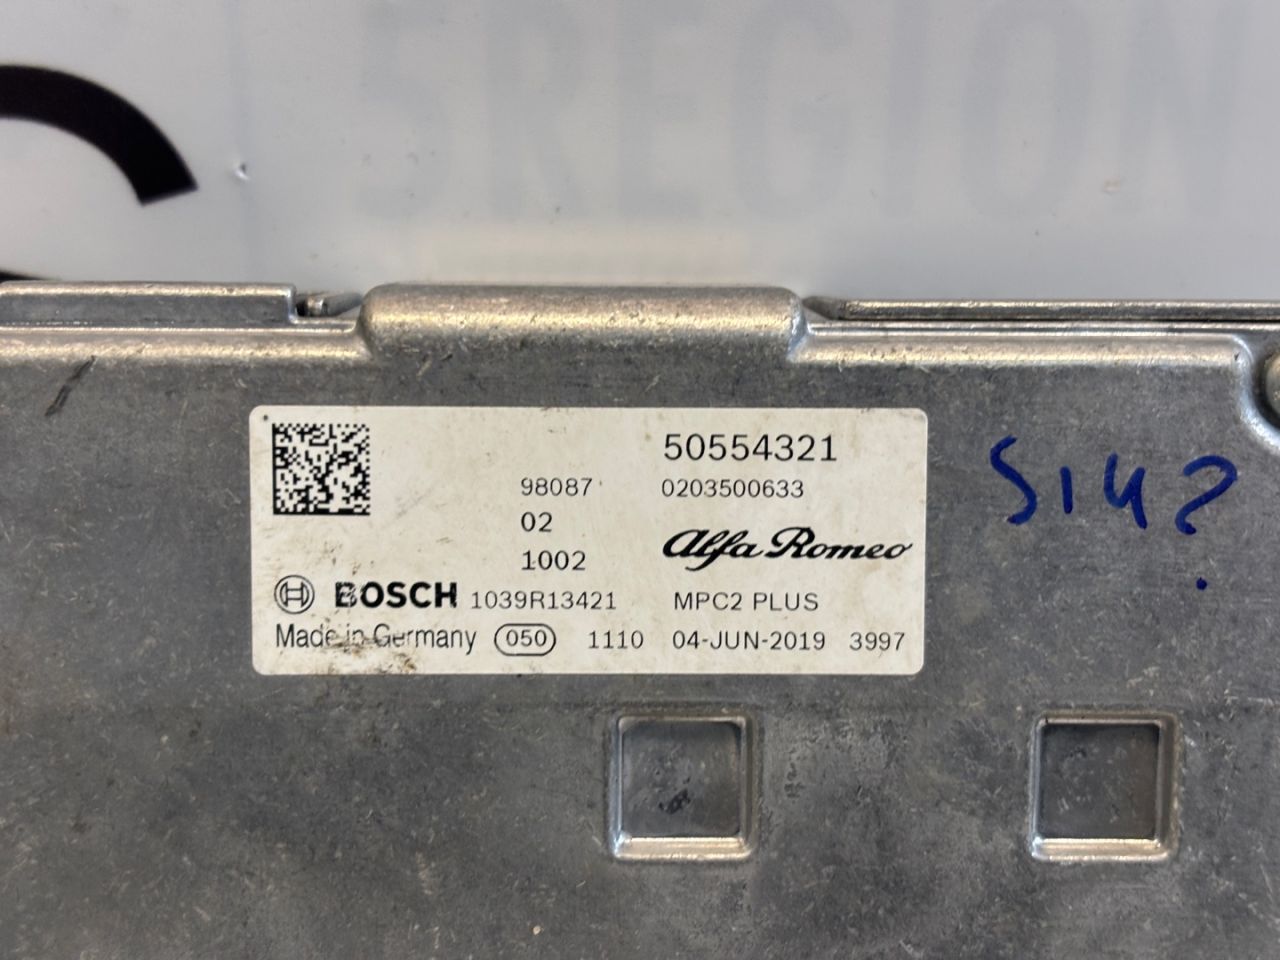 5REGION
50554321
98087 0203500633
02
1002 Alfa Romeo
BOSCH 1039R13421 MPC2 PLUS
Made in Germany 050 1110 04-JUN-2019 3997